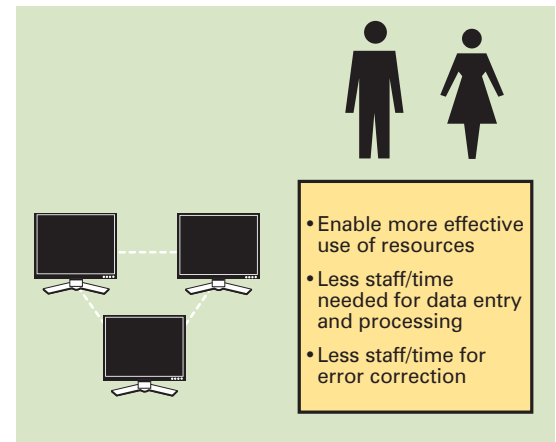 • Enable more effective
use of resources
• Less staff/time
needed for data entry
and processing
• Less staff/time for
error correction